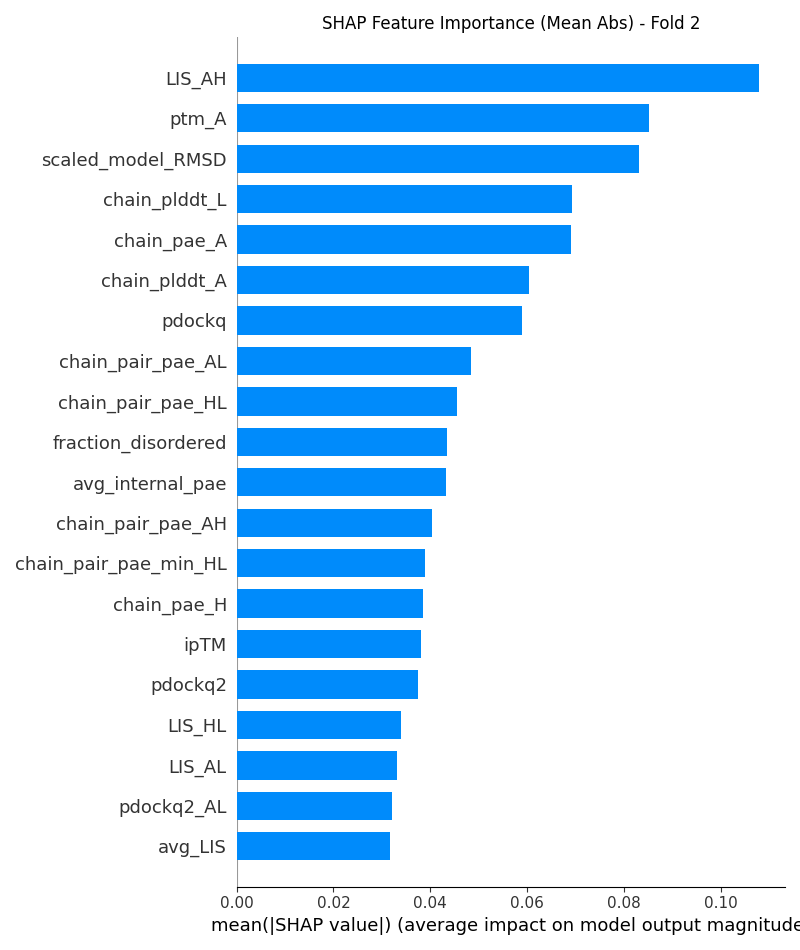 SHAP Feature Importance (Mean Abs) - Fold 2
LIS_AH
ptm_A
scaled_model_RMSD
chain_plddt_L
chain_pae_A
chain_plddt_A
pdockq
chain_pair_pae_AL
chain_pair_pae_HL
fraction_disordered
avg_internal_pae
chain_pair_pae_AH
chain_pair_pae_min_HL
chain_pae_H
ipTM
pdockq2
LIS_HL
LIS_AL
pdockq2_AL
avg_LIS
0.00 0.02 0.04 0.06 0.08 0.10
mean(|SHAP value|) (average impact on model output magnitude